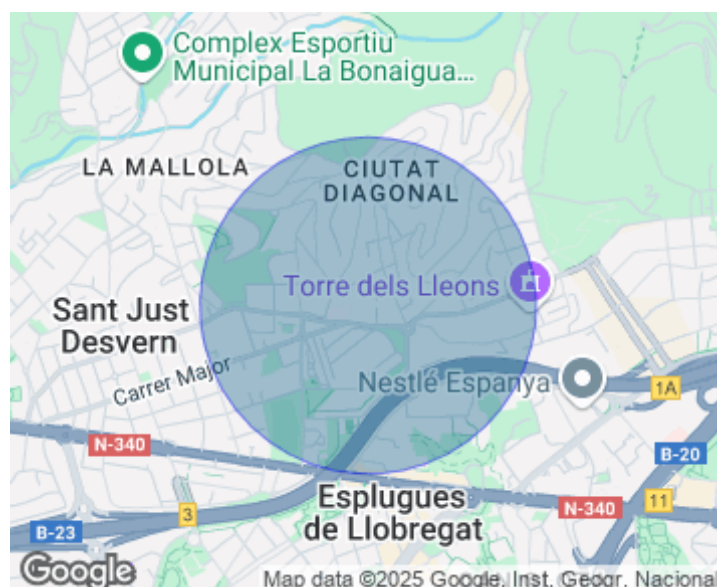 Complex Esportiu
Municipal La Bonaigua...
LA MALLOLA
CIUTAT
DIAGONAL
Torre dels Lleons
Sant Just
Desvern
Carrer Major
Nestlé Espanya
1A
N-340
B-20
Esplugues
de Llobregat
N-340
11
3
B-23
Google
Map data ©2025 Google, Inst. Geogr. Nacional